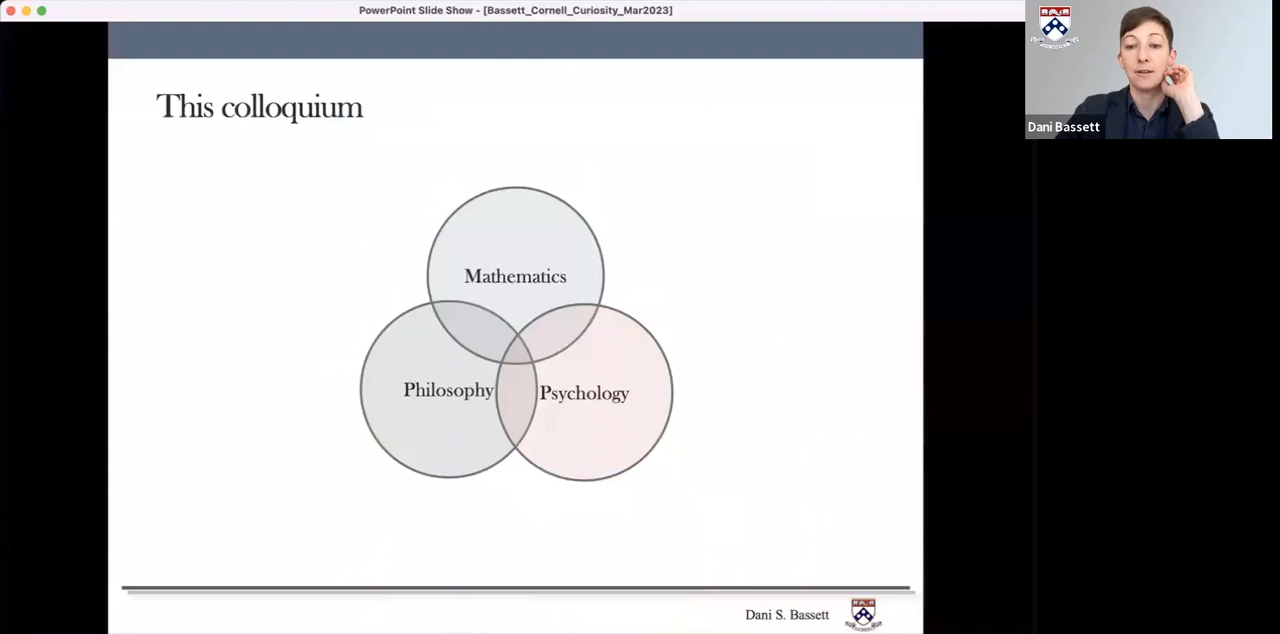 PowerPoint Slide Show - [Bassett_Cornell_Curiosity_Mar2023]
Dani Bassett
This colloquium
Mathematics
Philosophy
Psychology
Dani S. Bassett